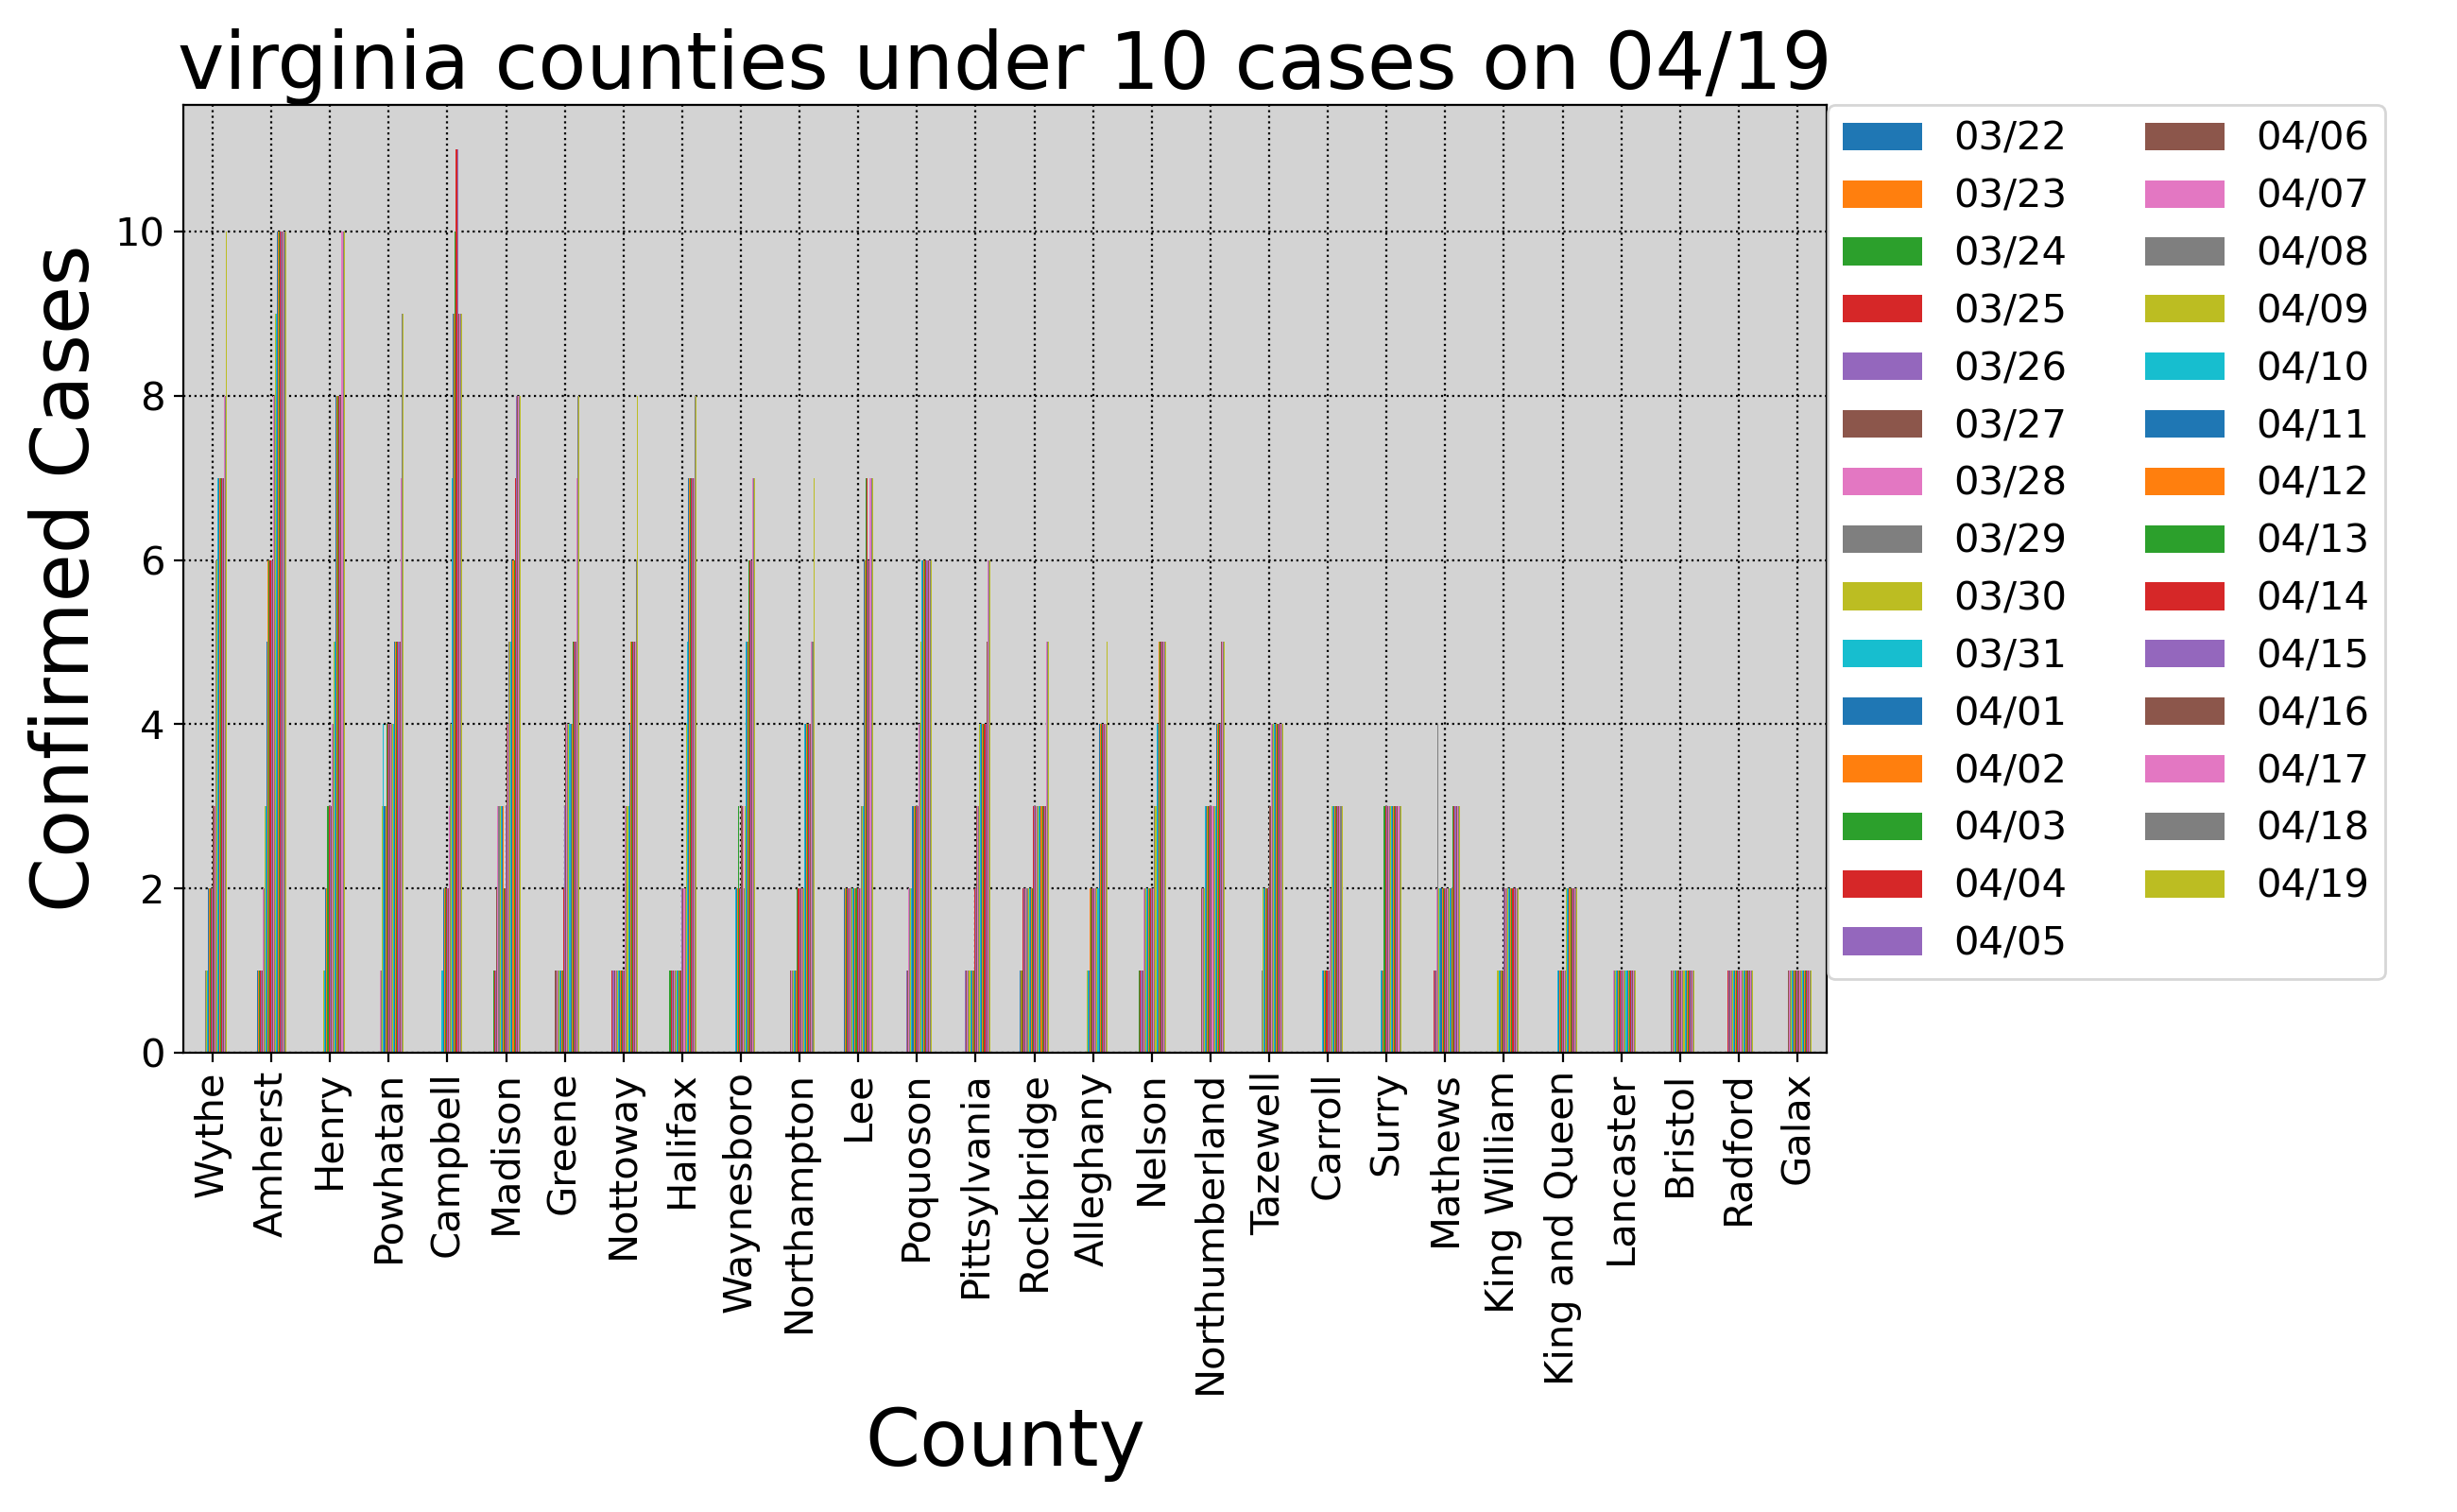 virginia counties under 10 cases on 04/19
Confirmed Cases
10
8
6
4
2
0
Wythe
Amherst
Henry
Powhatan
Campbell
Madison
Greene
Nottoway
Halifax
Waynesboro
Northampton
Lee
Poquoson
Pittsylvania
Rockbridge
Alleghany
Nelson
Northumberland
Tazewell
Carroll
Surry
Mathews
King William
King and Queen
Lancaster
Bristol
Radford
Galax
County
03/22
03/23
03/24
03/25
03/26
03/27
03/28
03/29
03/30
03/31
04/01
04/02
04/03
04/04
04/05
04/06
04/07
04/08
04/09
04/10
04/11
04/12
04/13
04/14
04/15
04/16
04/17
04/18
04/19